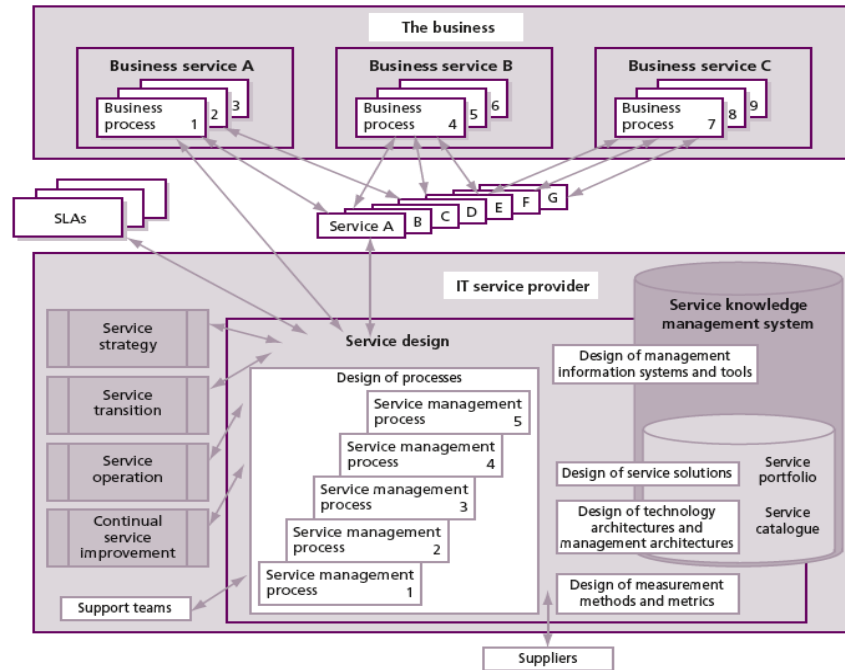 The business
Business service A
Business service B
Business service C
3
2
Business
process 1
6
5
Business
process 4
9
8
Business
process 7
SLAs
Service A
B
C
D
E
F
G
IT service provider
Service knowledge
management system
Service
strategy
Service
transition
Service
operation
Continual
service
improvement
Support teams
Service design
Design of processes
Service management
process 5
Service management
process 4
Service management
process 3
Service management
process 2
Service management
process 1
Design of management
information systems and tools
Design of service solutions
Service
portfolio
Design of technology
architectures and
management architectures
Service
catalogue
Design of measurement
methods and metrics
Suppliers